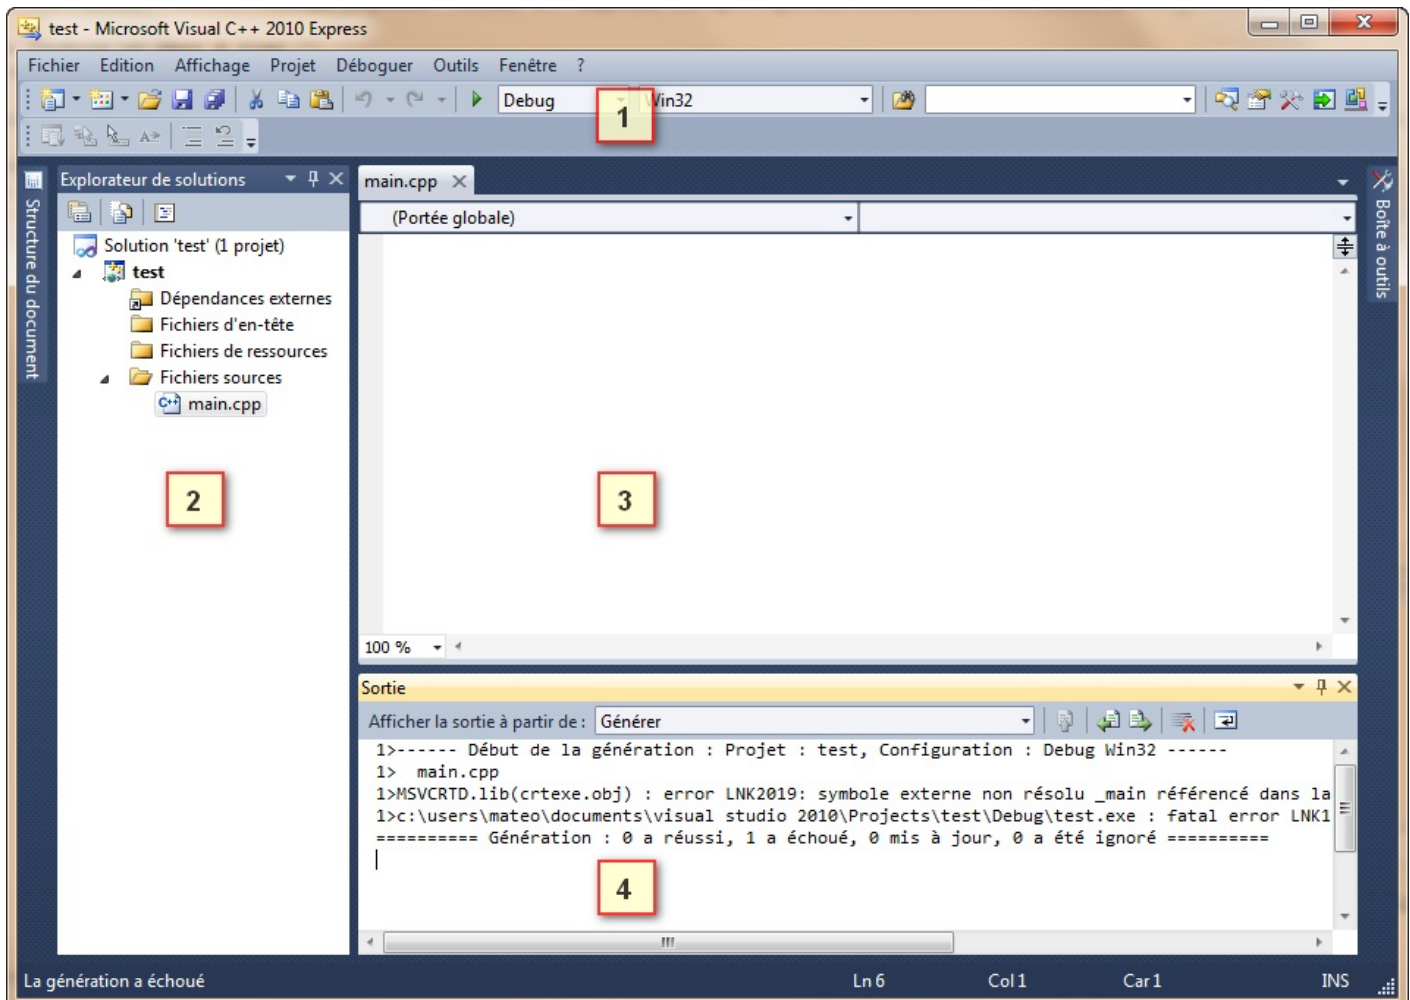 test - Microsoft Visual C++ 2010 Express
Fichier Edition Affichage Projet Déboguer Outils Fenêtre ?
Debug Win32
1
Structure du document
Explorateur de solutions
Solution 'test' (1 projet)
test
Dépendances externes
Fichiers d'en-tête
Fichiers de ressources
Fichiers sources
main.cpp
2
main.cpp
(Portée globale)
3
100 %
Boîte à outils
Sortie
Afficher la sortie à partir de : Générer
1>------ Début de la génération : Projet : test, Configuration : Debug Win32 ------
1> main.cpp
1>MSVCRTD.lib(crtexe.obj) : error LNK2019: symbole externe non résolu _main référencé dans la
1>c:\users\mateo\documents\visual studio 2010\Projects\test\Debug\test.exe : fatal error LNK1
========== Génération : 0 a réussi, 1 a échoué, 0 mis à jour, 0 a été ignoré ==========
4
La génération a échoué Ln 6 Col 1 Car 1 INS